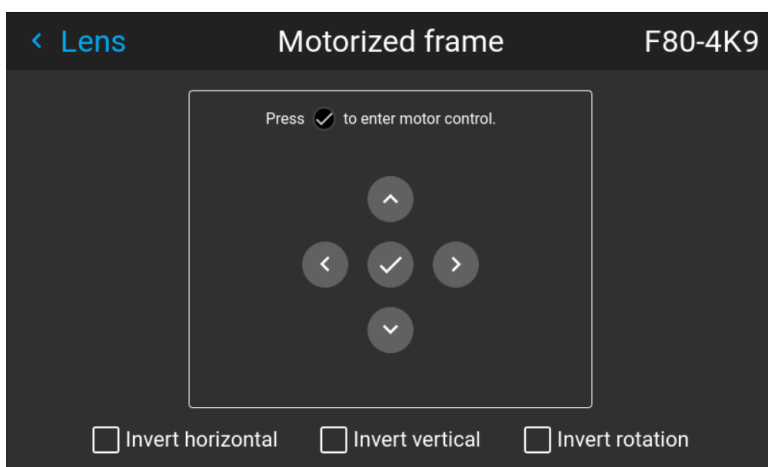 Lens Motorized frame F80-4K9
Press to enter motor control.
Invert horizontal Invert vertical Invert rotation